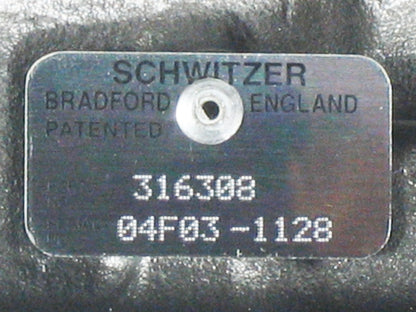 SCHWITZER
BRADFORD ENGLAND
PATENTED
316308
04F03-1128